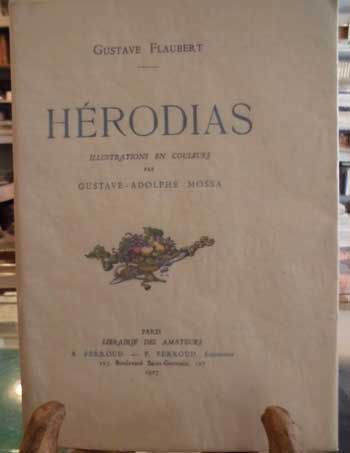 GUSTAVE FLAUBERT
HÉRODIAS
ILLUSTRATIONS EN COULEURS
PAR
GUSTAVE-ADOLPHE MOSSA
PARIS
LIBRAIRIE DES AMATEURS
A. FERROUD. — F. FERROUD, Successeur
127, Boulevard Saint-Germain, 127
1927